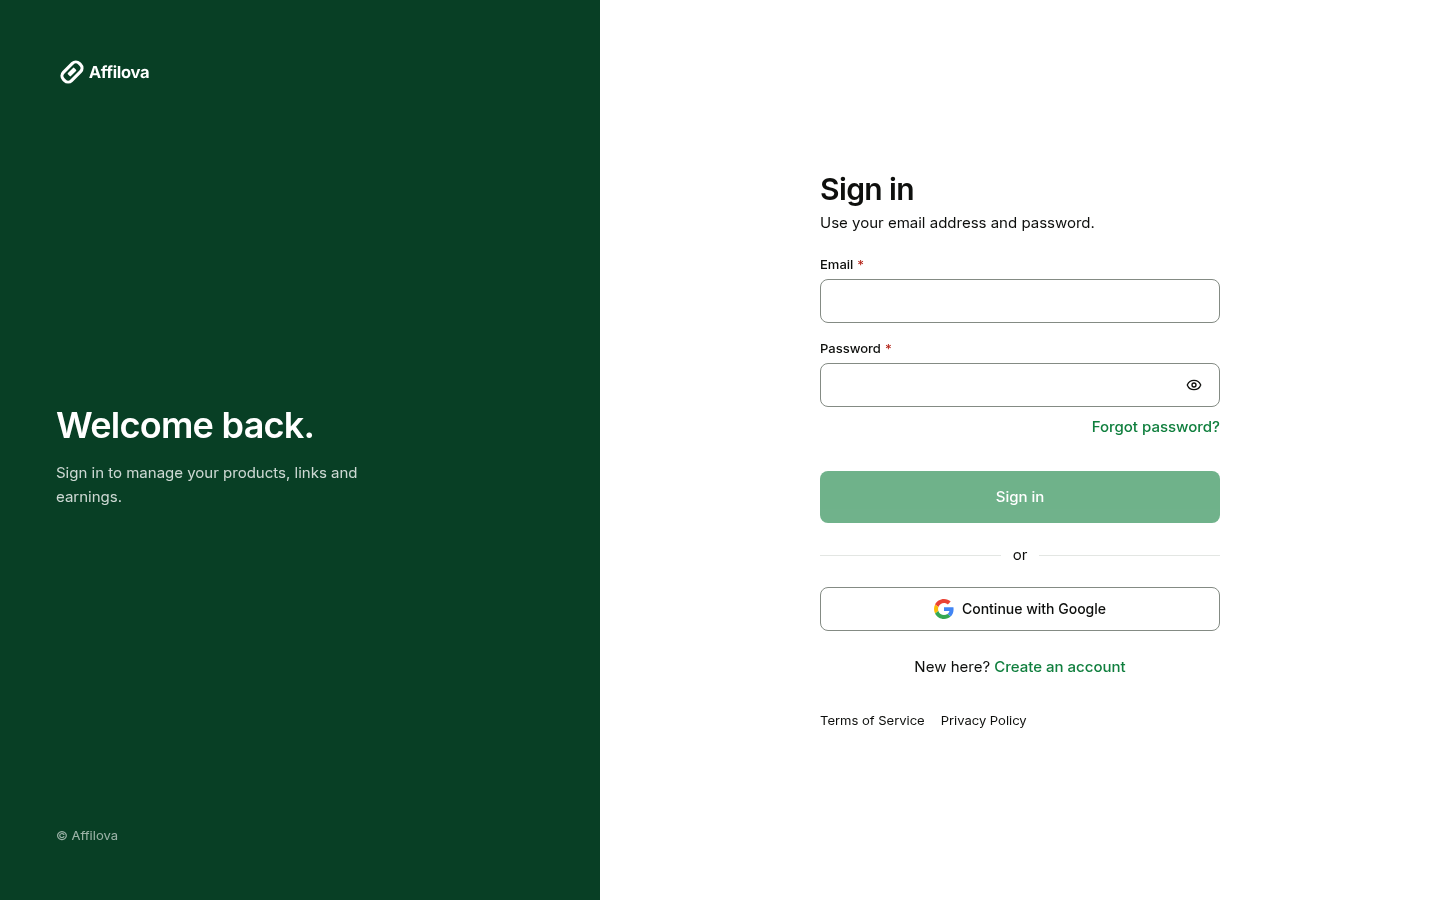 Affilova
Welcome back.
Sign in to manage your products, links and
earnings.
© Affilova
Sign in
Use your email address and password.
Email *
Password *
Forgot password?
Sign in
or
Continue with Google
New here? Create an account
Terms of Service Privacy Policy